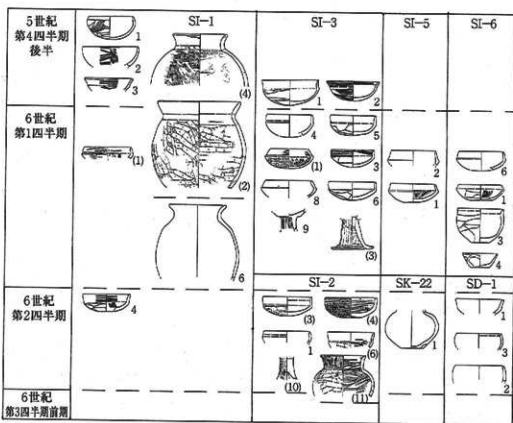 5世紀
第4四半期
後半
SI-1
SI-3
SI-5
SI-6
1
2
3
(4)
1
2
6世紀
第1四半期
(1)
(2)
6
4
5
(1)
3
8
6
9
(3)
2
1
6
1
3
4
SI-2
SK-22
SD-1
6世紀
第2四半期
4
(3)
(4)
1
(6)
(10)
(11)
1
1
3
2
6世紀
第3四半期前期